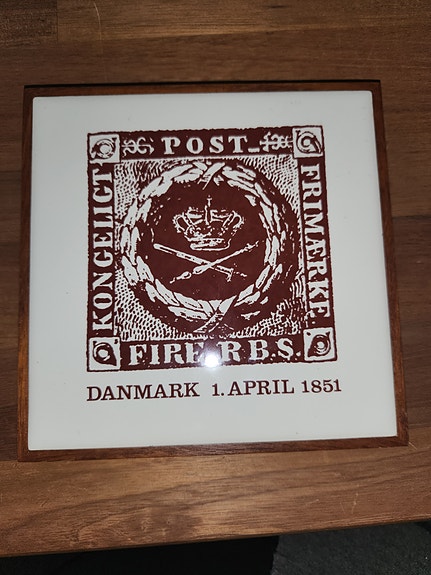 POST
KONGELIGT
FRIMÆRKE.
FIRE R.B.S.
DANMARK 1. APRIL 1851